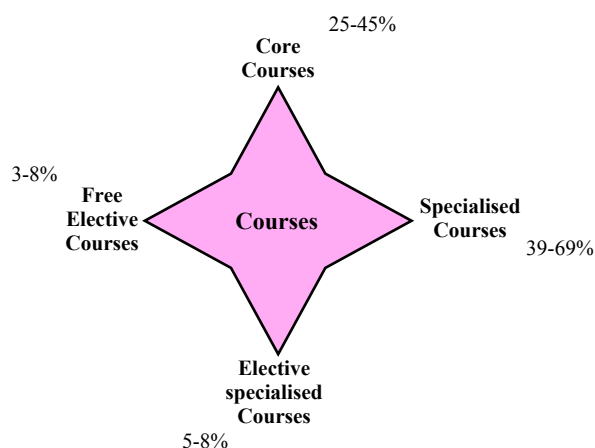 25-45%
Core
Courses
3-8%
Free
Elective
Courses
Courses
Specialised
Courses
39-69%
Elective
specialised
Courses
5-8%